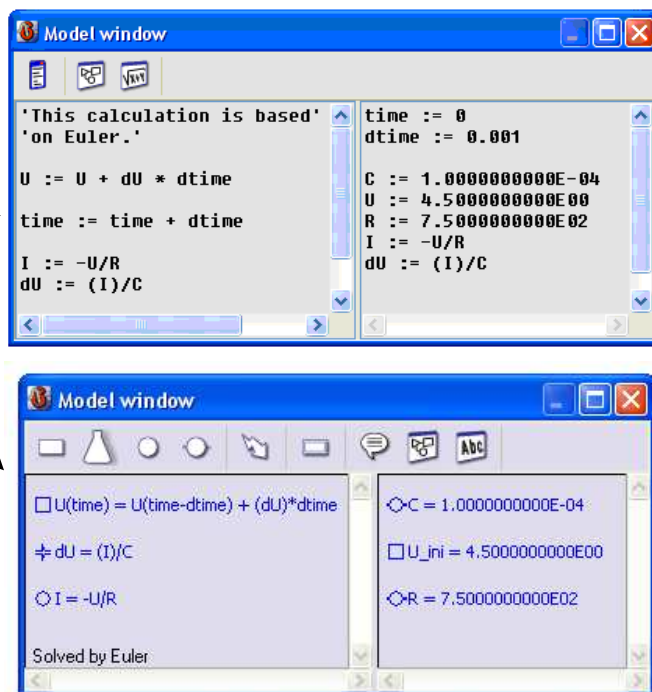 Model window
'This calculation is based'
'on Euler.'
U := U + dU * dtime
time := time + dtime
I := -U/R
dU := (I)/C
time := 0
dtime := 0.001
C := 1.0000000000E-04
U := 4.5000000000E00
R := 7.5000000000E02
I := -U/R
dU := (I)/C
Model window
Abc
U(time) = U(time-dtime) + (dU)*dtime
dU = (I)/C
I = -U/R
Solved by Euler
C = 1.0000000000E-04
U_ini = 4.5000000000E00
R = 7.5000000000E02